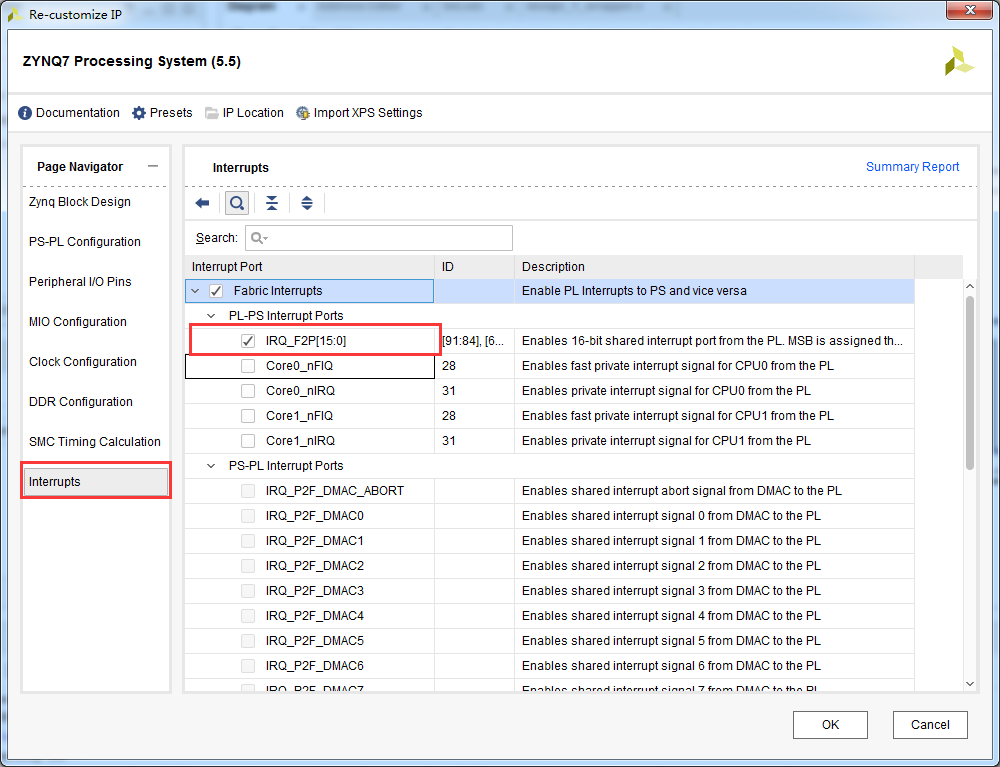 Re-customize IP
ZYNQ7 Processing System (5.5)
Documentation Presets IP Location Import XPS Settings
Page Navigator
Zynq Block Design
PS-PL Configuration
Peripheral I/O Pins
MIO Configuration
Clock Configuration
DDR Configuration
SMC Timing Calculation
Interrupts
Interrupts Summary Report
Search:
Interrupt Port ID Description
Fabric Interrupts Enable PL Interrupts to PS and vice versa
PL-PS Interrupt Ports
IRQ_F2P[15:0] [91:84], [6... Enables 16-bit shared interrupt port from the PL. MSB is assigned th...
Core0_nFIQ 28 Enables fast private interrupt signal for CPU0 from the PL
Core0_nIRQ 31 Enables private interrupt signal for CPU0 from the PL
Core1_nFIQ 28 Enables fast private interrupt signal for CPU1 from the PL
Core1_nIRQ 31 Enables private interrupt signal for CPU1 from the PL
PS-PL Interrupt Ports
IRQ_P2F_DMAC_ABORT Enables shared interrupt abort signal from DMAC to the PL
IRQ_P2F_DMAC0 Enables shared interrupt signal 0 from DMAC to the PL
IRQ_P2F_DMAC1 Enables shared interrupt signal 1 from DMAC to the PL
IRQ_P2F_DMAC2 Enables shared interrupt signal 2 from DMAC to the PL
IRQ_P2F_DMAC3 Enables shared interrupt signal 3 from DMAC to the PL
IRQ_P2F_DMAC4 Enables shared interrupt signal 4 from DMAC to the PL
IRQ_P2F_DMAC5 Enables shared interrupt signal 5 from DMAC to the PL
IRQ_P2F_DMAC6 Enables shared interrupt signal 6 from DMAC to the PL
IRQ_P2F_DMAC7 Enables shared interrupt signal 7 from DMAC to the PL
OK Cancel